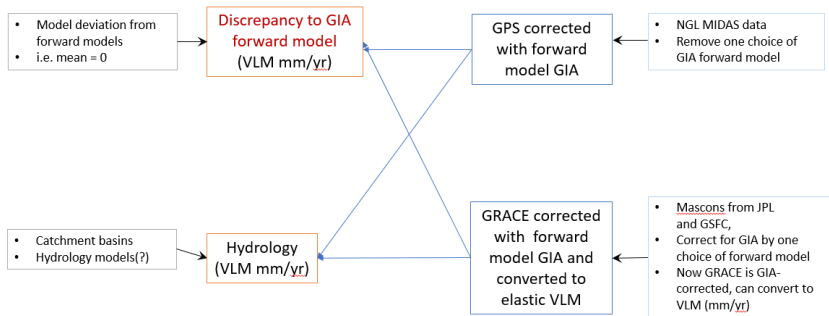 • Model deviation from
forward models
• i.e. mean = 0
Discrepancy to GIA
forward model
(VLM mm/yr)
GPS corrected
with forward
model GIA
• NGL MIDAS data
• Remove one choice of
GIA forward model
• Catchment basins
• Hydrology models(?)
Hydrology
(VLM mm/yr)
GRACE corrected
with forward
model GIA and
converted to
elastic VLM
• Mascons from JPL
and GSFC,
• Correct for GIA by one
choice of forward model
• Now GRACE is GIA-
corrected, can convert to
VLM (mm/yr)